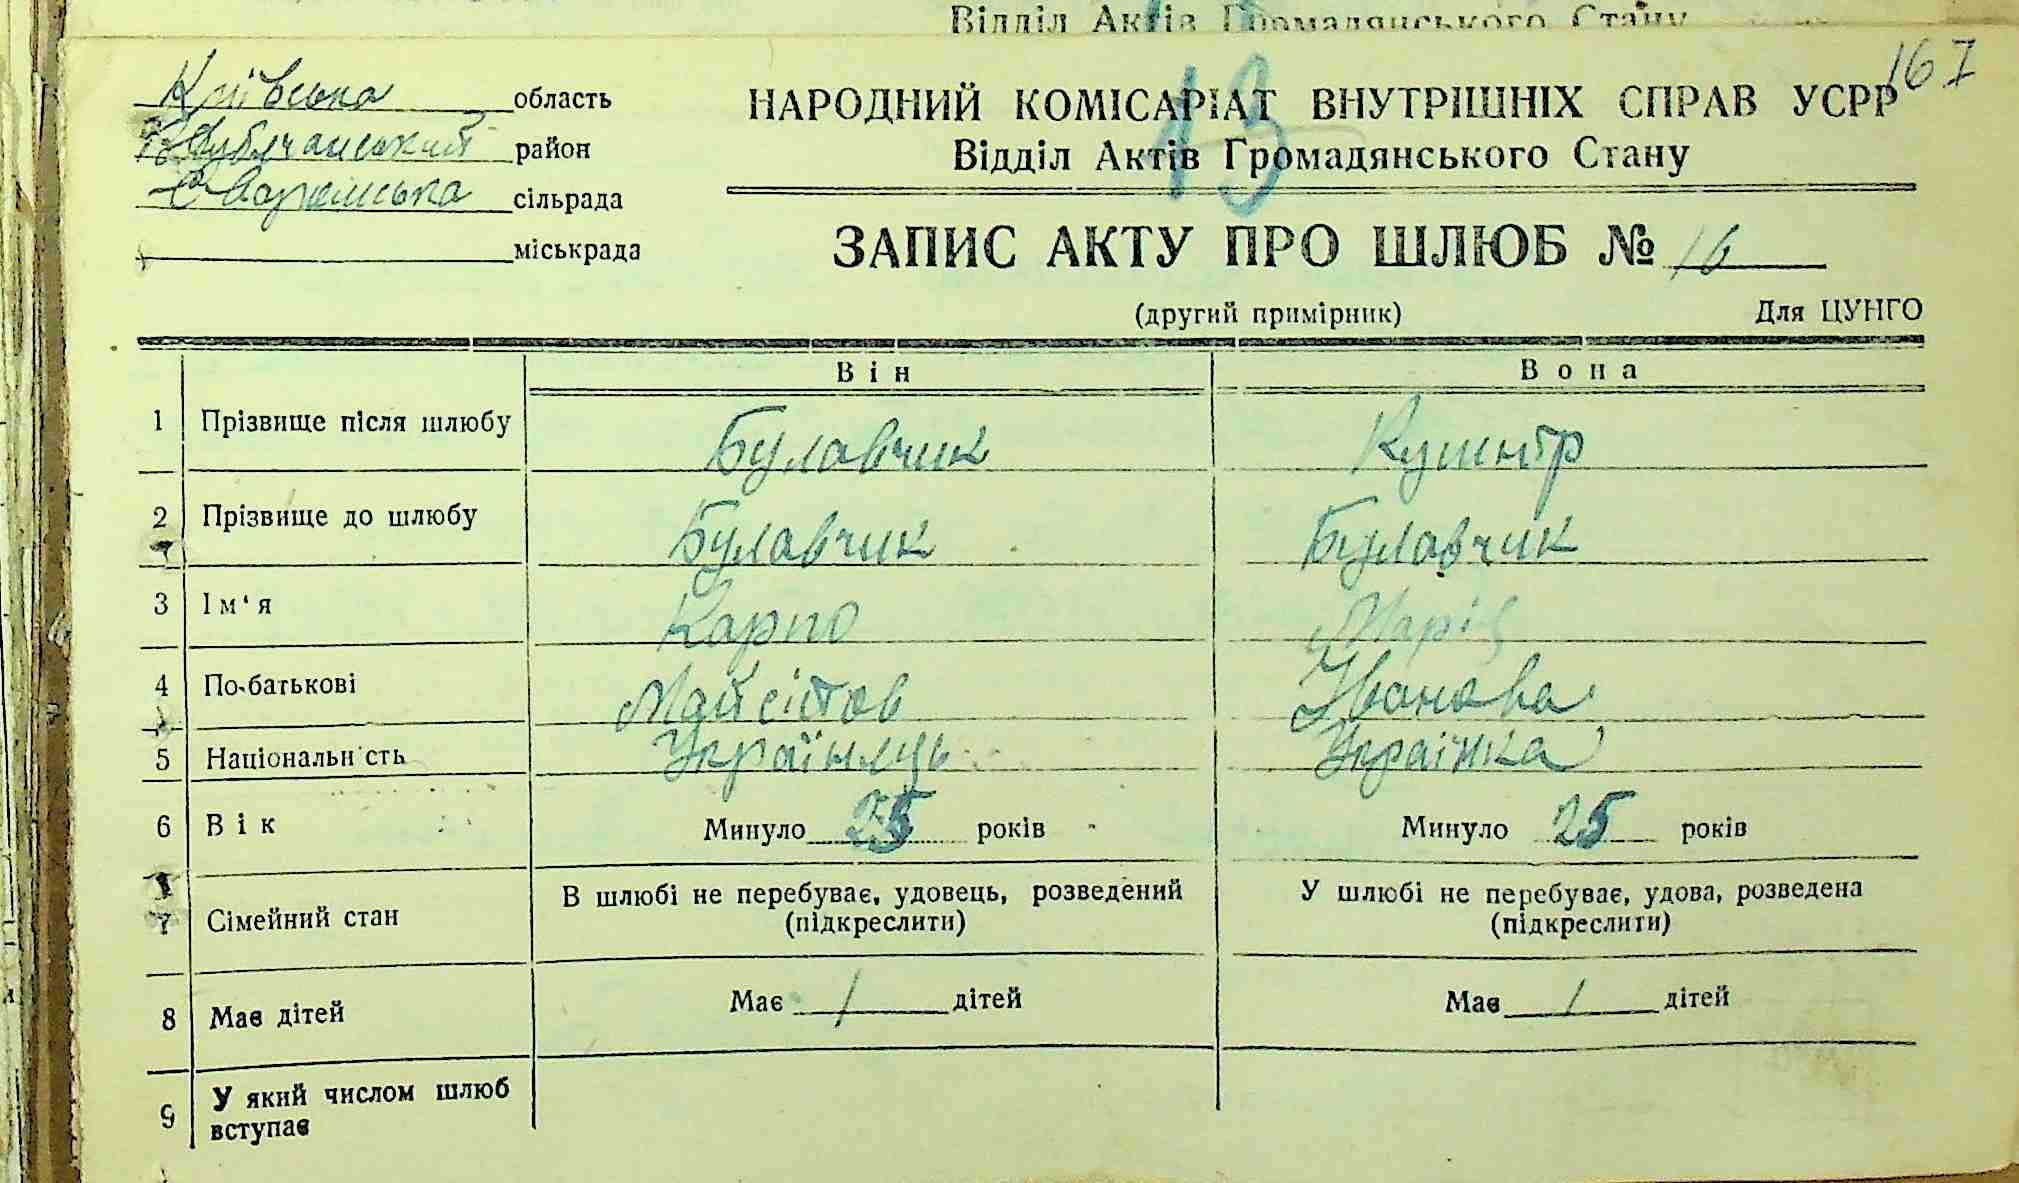 Відділ Актів Громадянського Стану
167
Київська область
район
сільрада
міськрада
13
НАРОДНИЙ КОМІСАРІАТ ВНУТРІШНІХ СПРАВ УСРР
Відділ Актів Громадянського Стану
ЗАПИС АКТУ ПРО ШЛЮБ № 16
(другий примірник) Для ЦУНГО
Він Вона
1 Прізвище після шлюбу Булавчик Кушнір
2 Прізвище до шлюбу Булавчик Булавчик
3 Ім'я Карпо Марія
4 По-батькові Іванова
5 Національність Українець Українка
6 Вік Минуло 25 років Минуло 25 років
7 Сімейний стан В шлюбі не перебуває, удовець, розведений У шлюбі не перебуває, удова, розведена
(підкреслити) (підкреслити)
8 Має дітей Має 1 дітей Має 1 дітей
9 У який числом шлюб
вступає